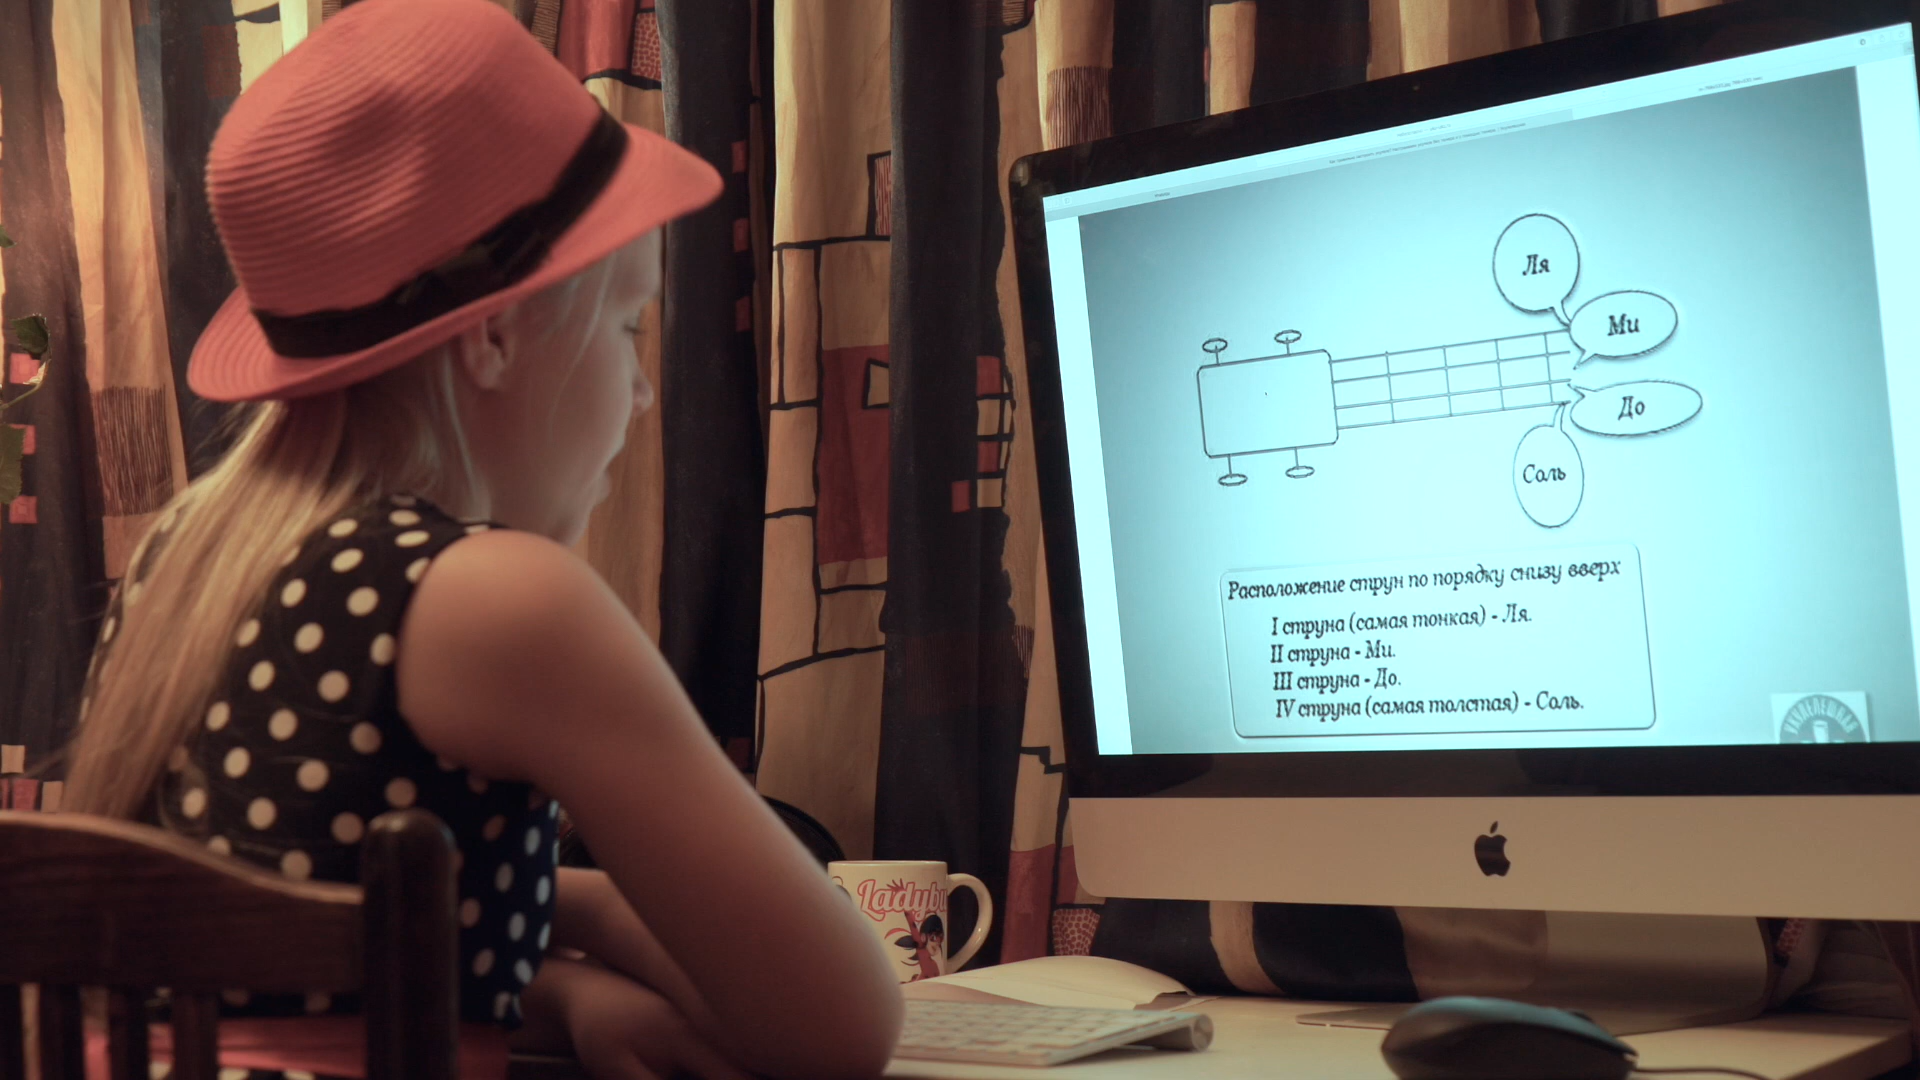 Ля
Ми
До
Соль
Расположение струн по порядку снизу вверх
I струна (самая тонкая) - Ля.
II струна - Ми.
III струна - До.
IV струна (самая толстая) - Соль.
Ladybu